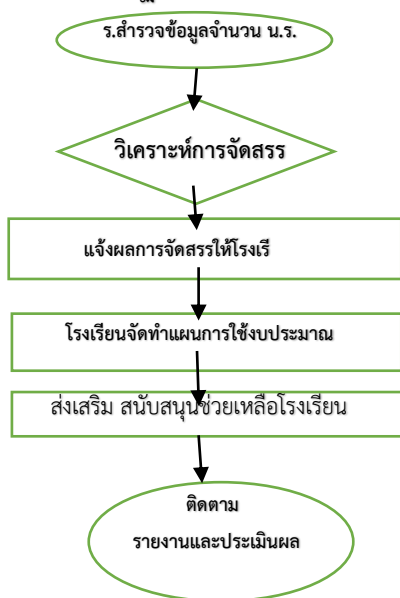 ร.สำรวจข้อมูลจำนวน น.ร.
วิเคราะห์การจัดสรร
แจ้งผลการจัดสรรให้โรงเรี
โรงเรียนจัดทำแผนการใช้งบประมาณ
ส่งเสริม สนับสนุนช่วยเหลือโรงเรียน
ติดตาม
รายงานและประเมินผล